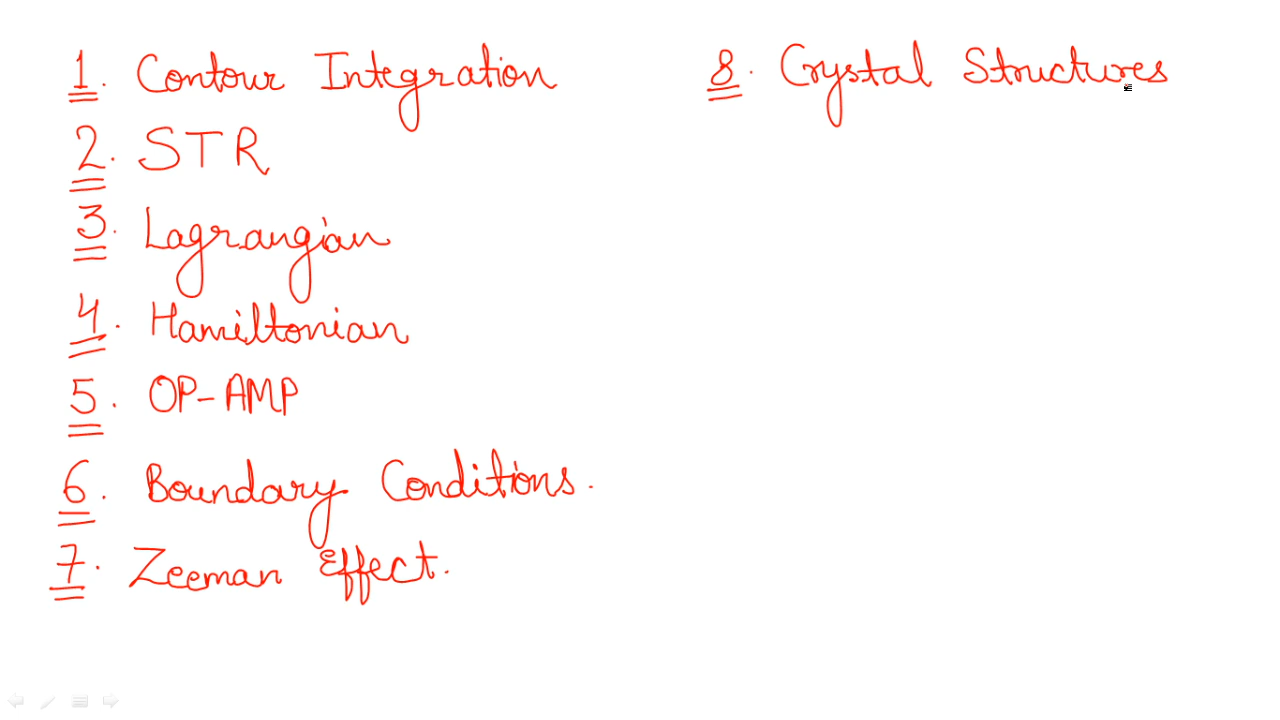 1. Contour Integration
2. STR
3. Lagrangian
4. Hamiltonian
5. OP-AMP
6. Boundary Conditions.
7. Zeeman Effect.
8. Crystal Structures